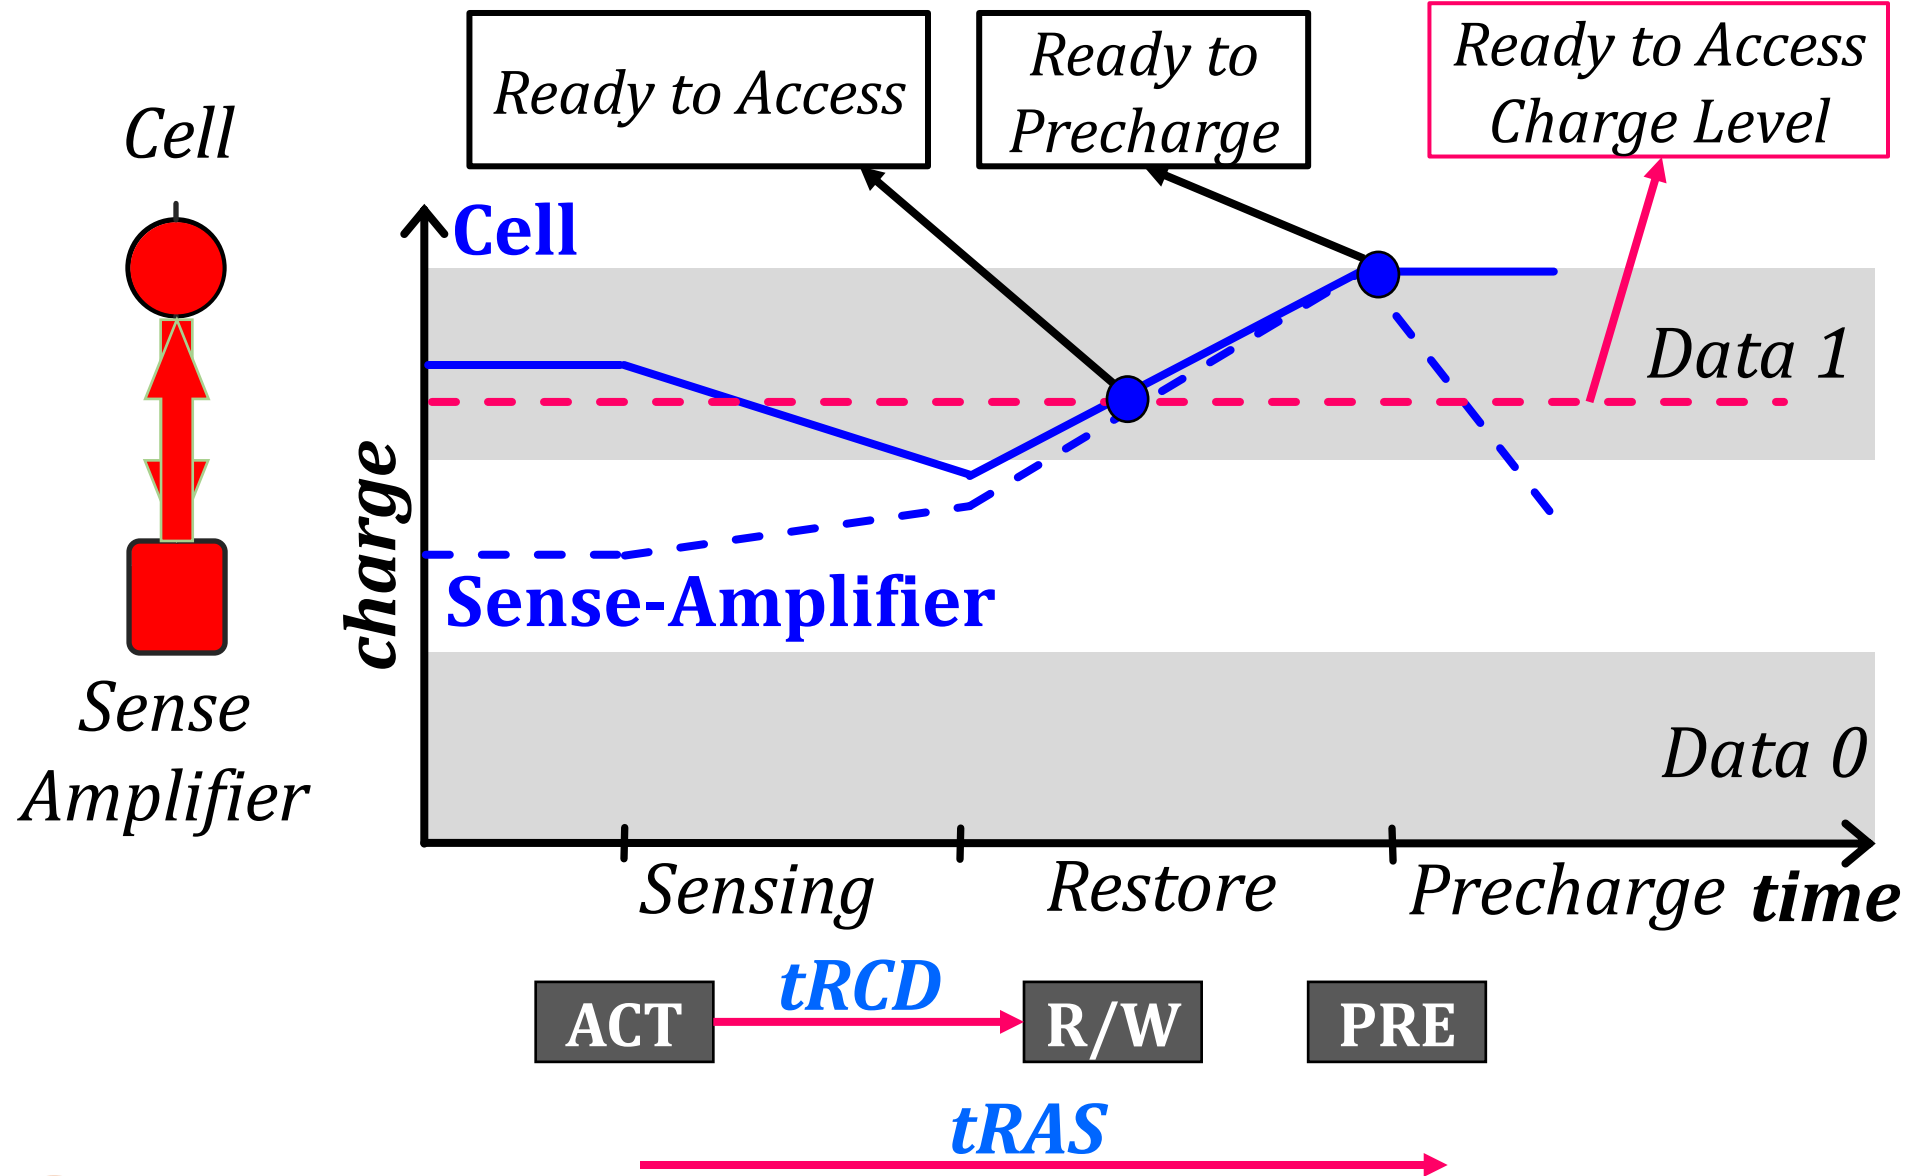 Ready to Access
Ready to
Precharge
Ready to Access
Charge Level
Cell
Cell
Data 1
charge
Sense-Amplifier
Sense
Amplifier
Data 0
Sensing
Restore
Precharge
time
tRCD
ACT
R/W
PRE
tRAS